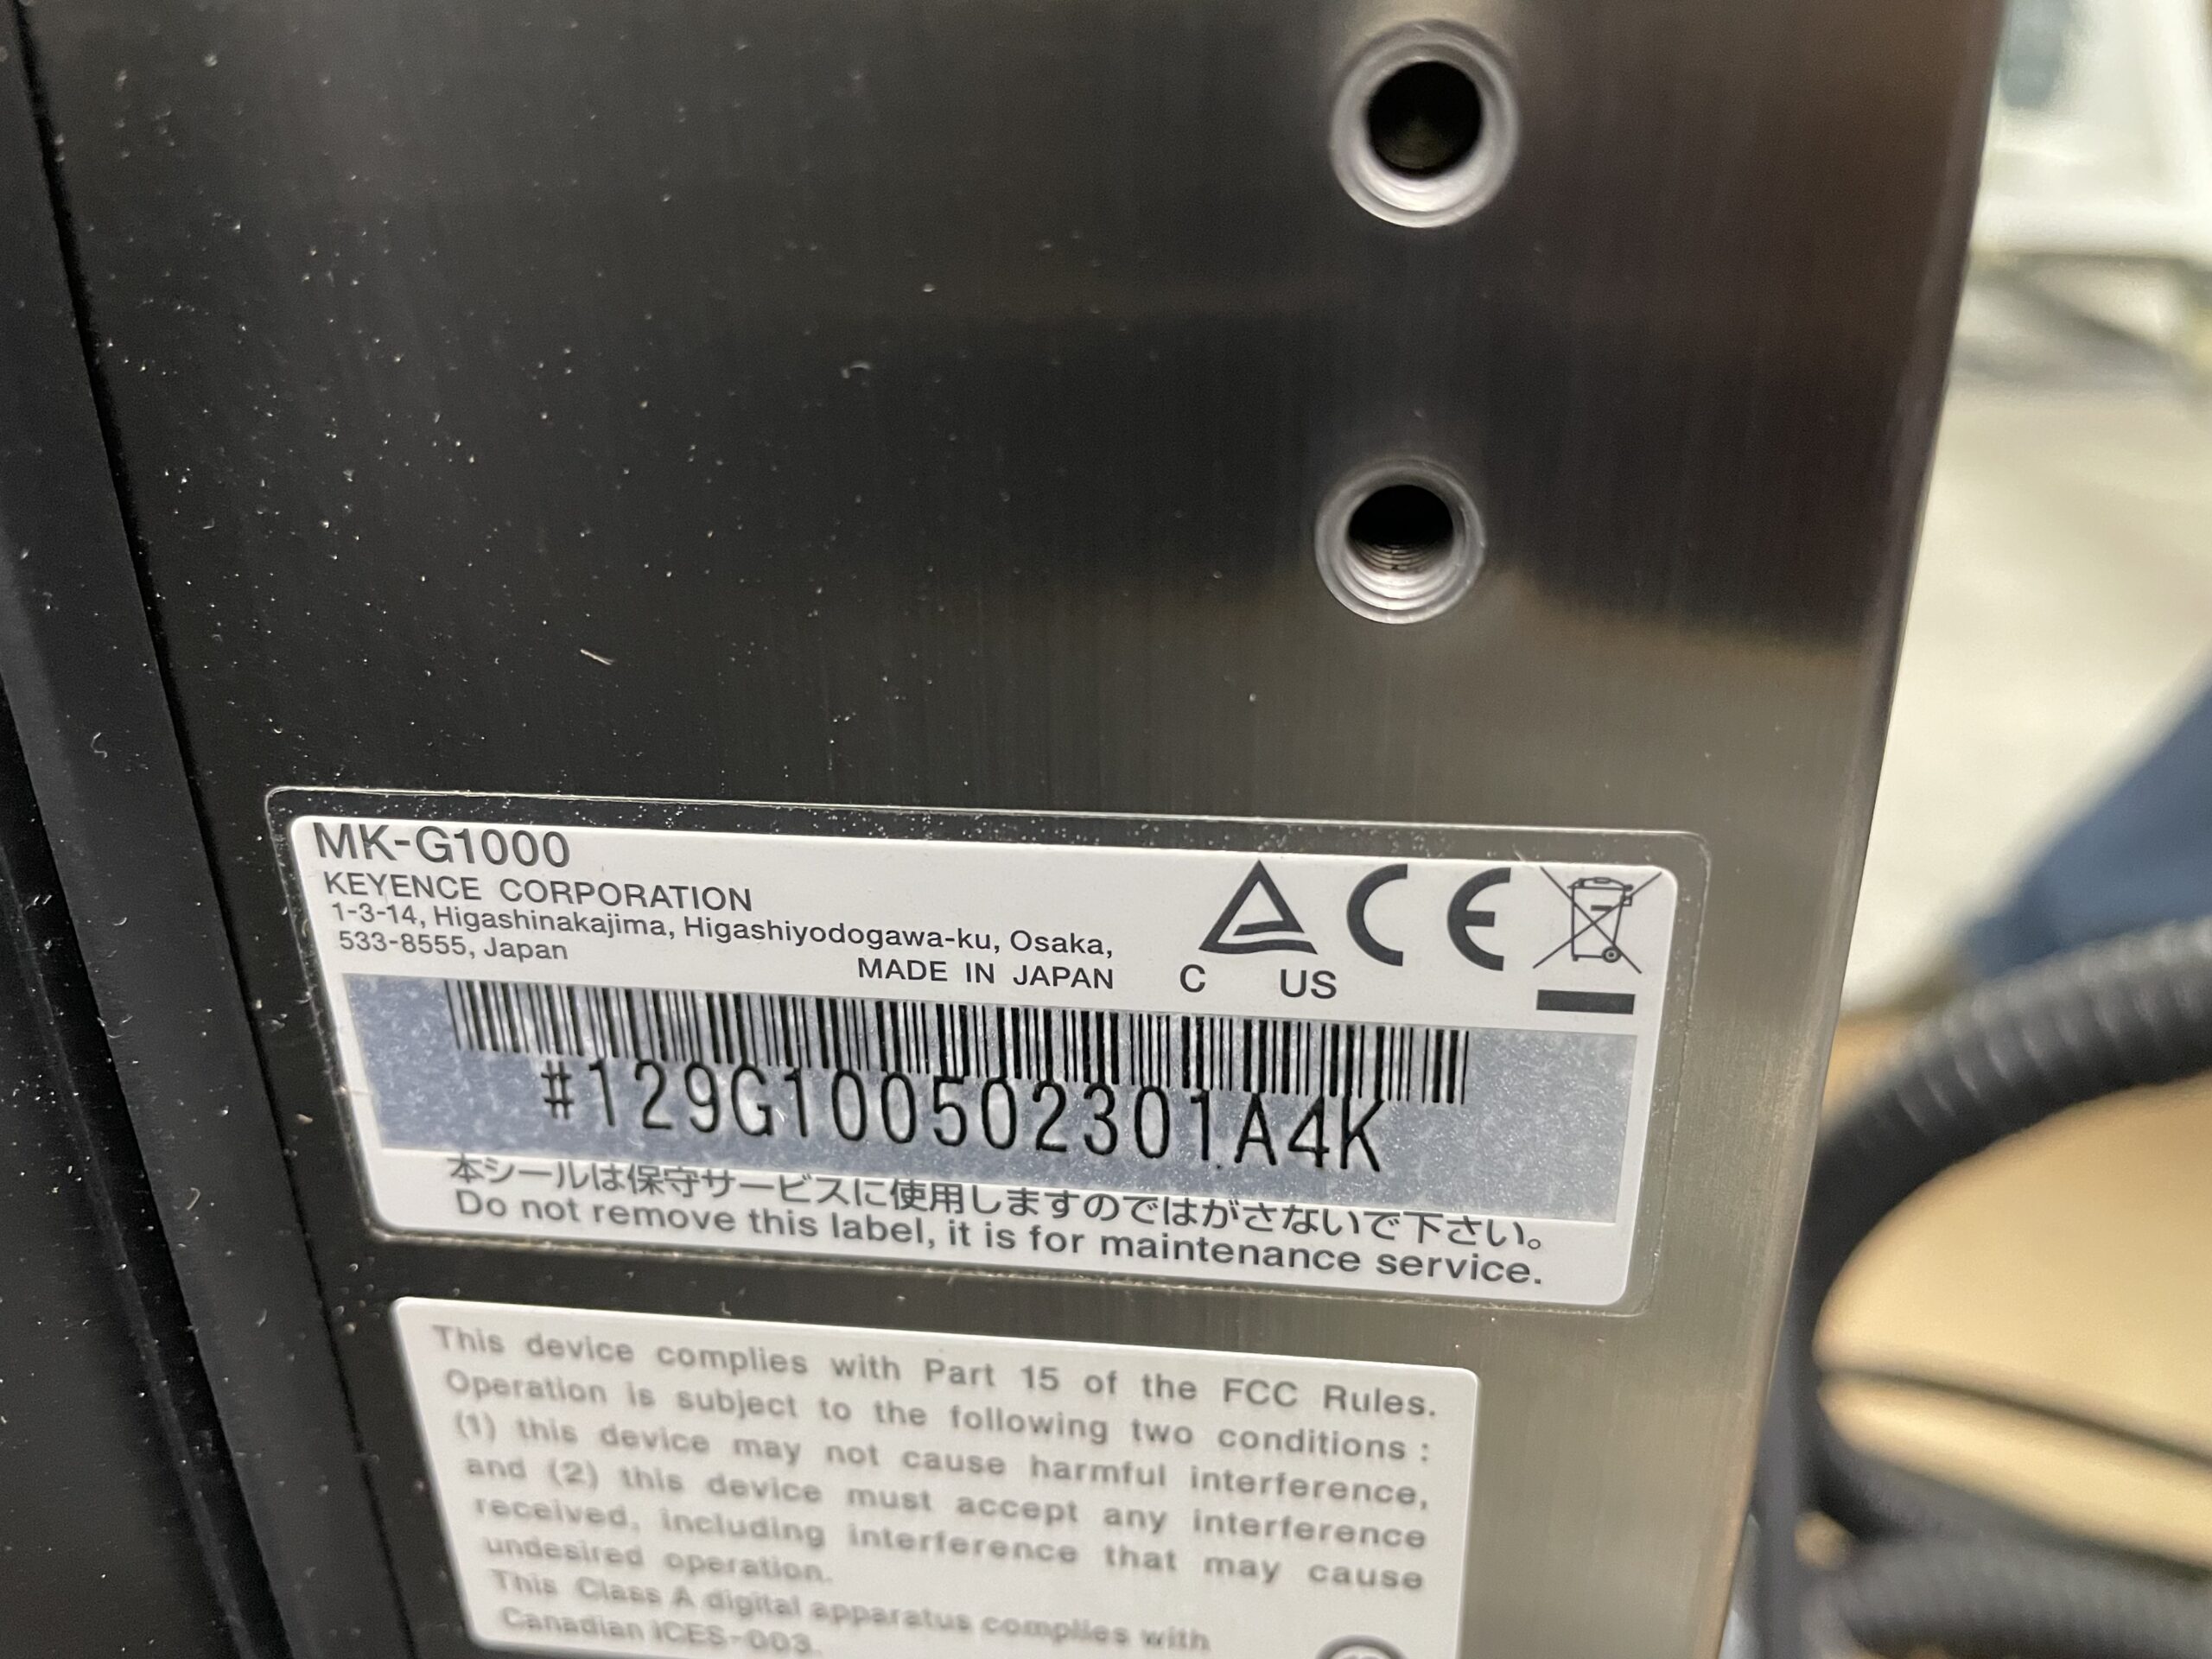 MK-G1000
KEYENCE CORPORATION
1-3-14, Higashinakajima, Higashiyodogawa-ku, Osaka,
533-8555, Japan
MADE IN JAPAN
C US
CE
#129G100502301A4K
本シールは保守サービスに使用しますのではがさないで下さい。
Do not remove this label, it is for maintenance service.
This device complies with Part 15 of the FCC Rules.
Operation is subject to the following two conditions :
(1) this device may not cause harmful interference,
and (2) this device must accept any interference
received, including interference that may cause
undesired operation.
This Class A digital apparatus complies with
Canadian ICES-003.